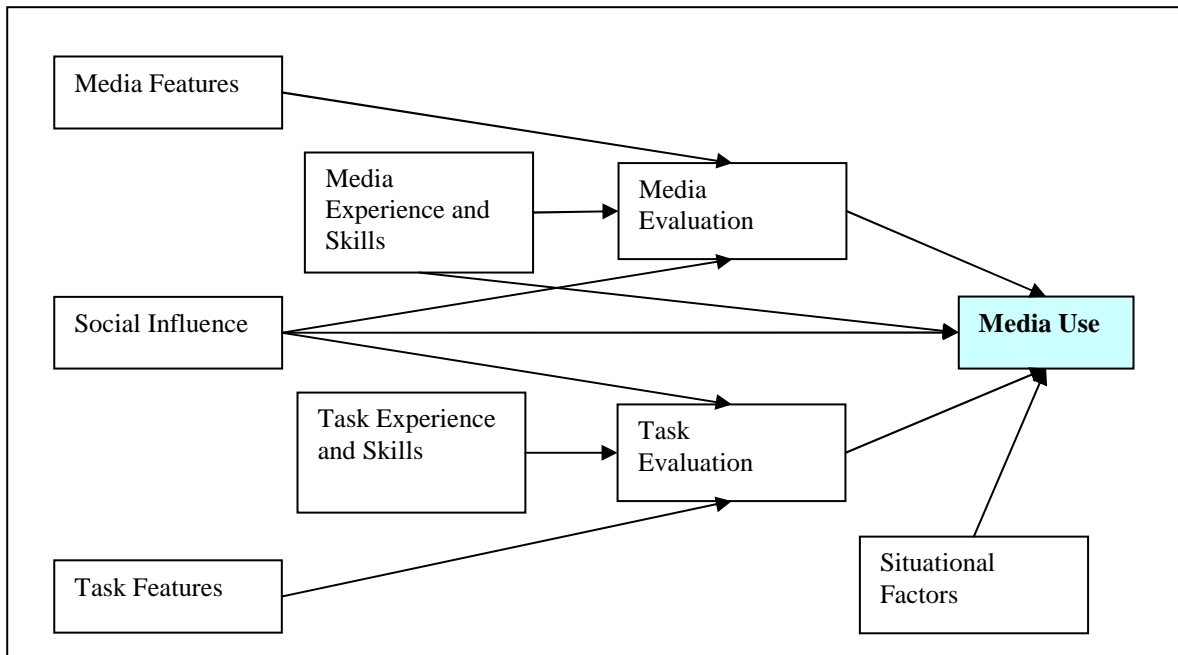 Media Features
Media
Experience and
Skills
Media
Evaluation
Social Influence
Media Use
Task Experience
and Skills
Task
Evaluation
Task Features
Situational
Factors